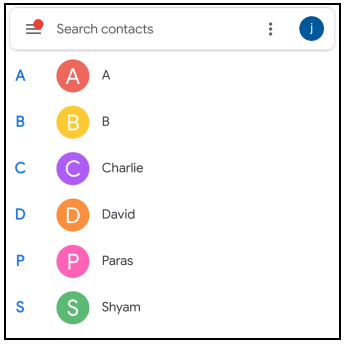 Search contacts j
A A A
B B B
C C Charlie
D D David
P P Paras
S S Shyam